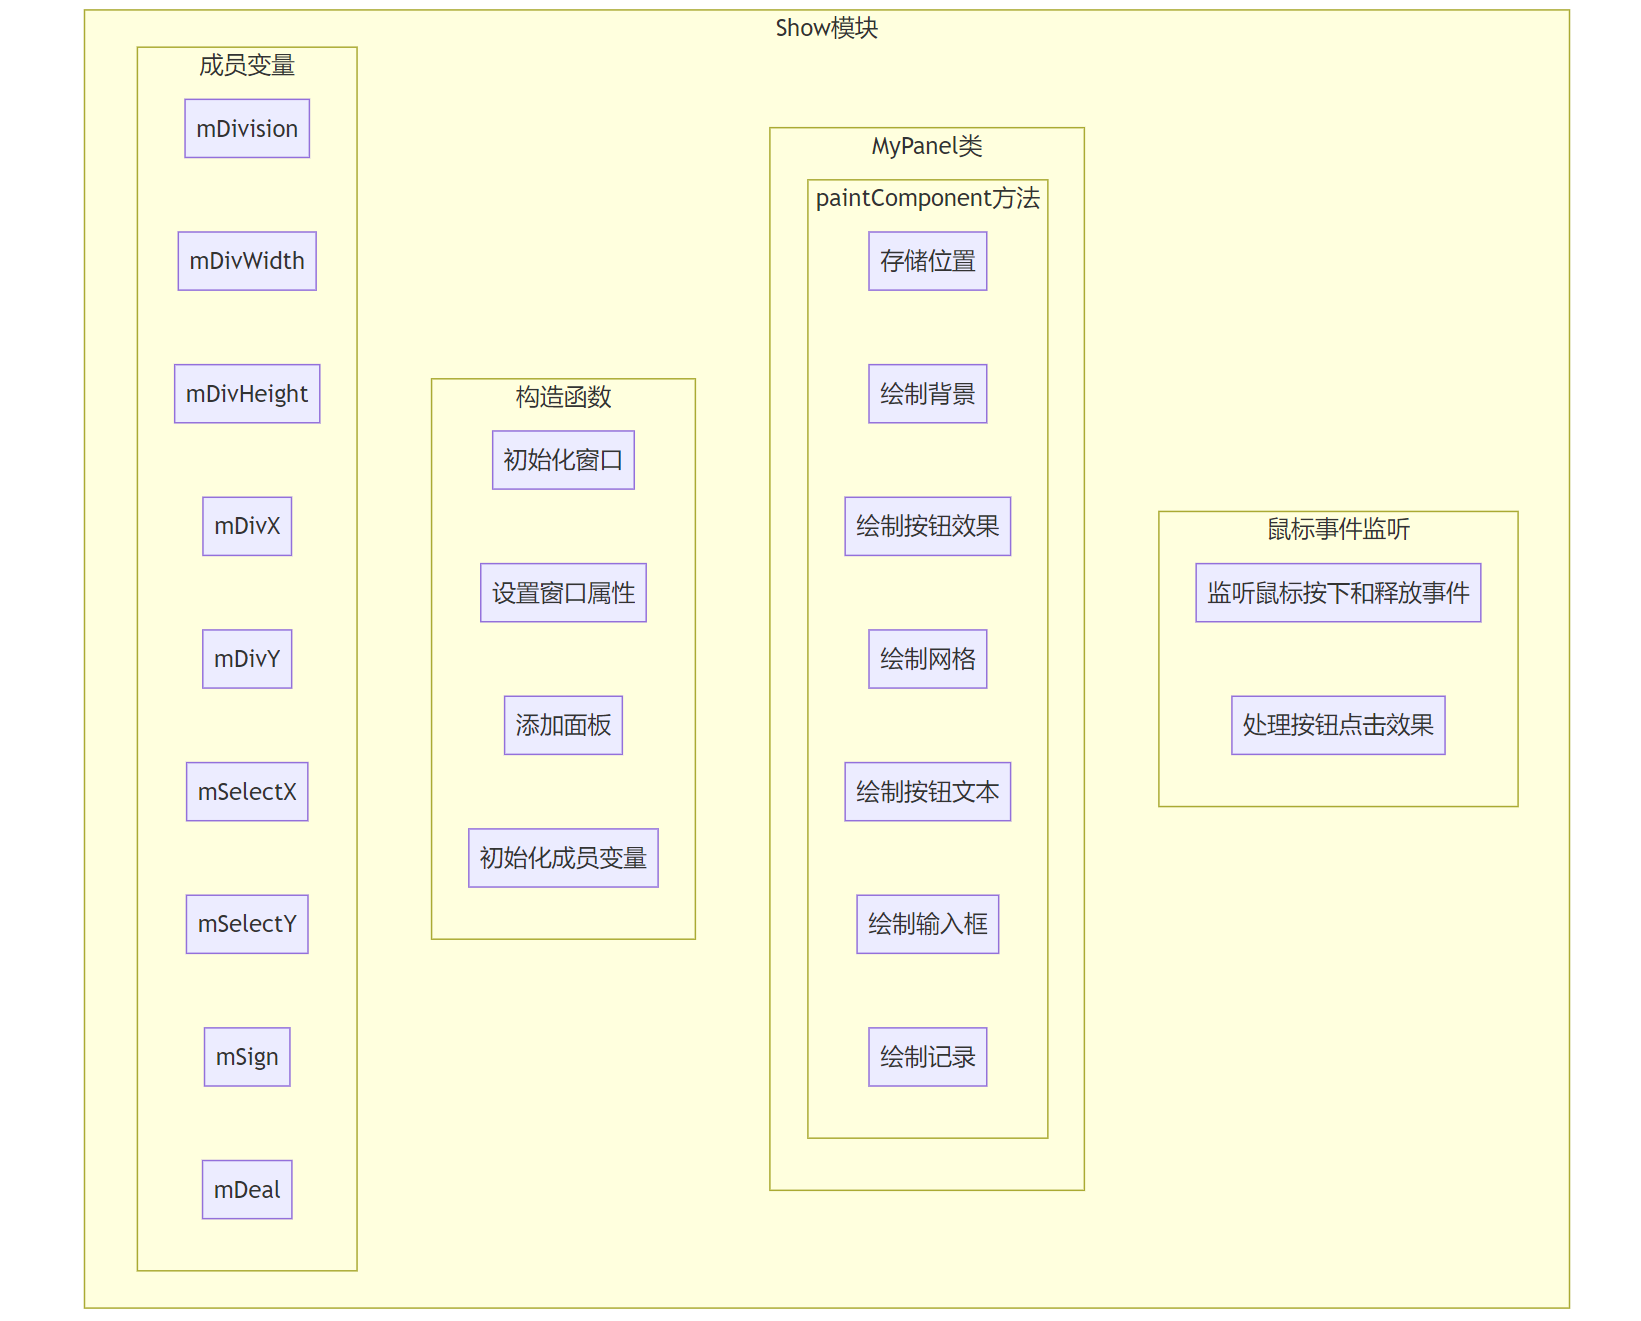 Show模块
成员变量
mDivision
mDivWidth
mDivHeight
mDivX
mDivY
mSelectX
mSelectY
mSign
mDeal
构造函数
初始化窗口
设置窗口属性
添加面板
初始化成员变量
MyPanel类
paintComponent方法
存储位置
绘制背景
绘制按钮效果
绘制网格
绘制按钮文本
绘制输入框
绘制记录
鼠标事件监听
监听鼠标按下和释放事件
处理按钮点击效果